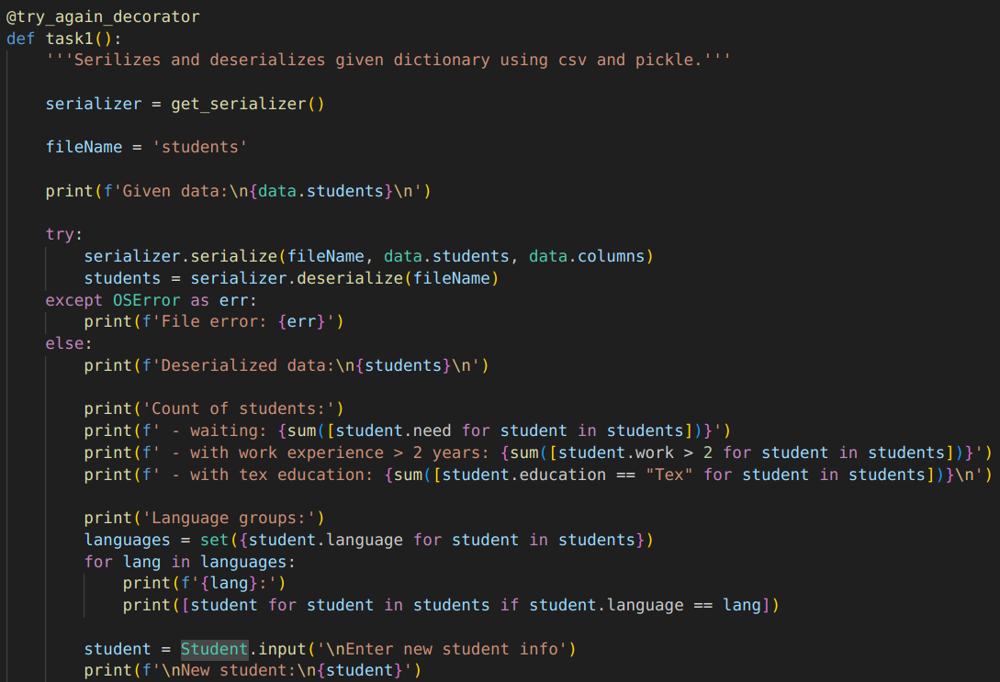 @try_again_decorator
def task1():
    '''Serilizes and deserializes given dictionary using csv and pickle.'''

    serializer = get_serializer()

    fileName = 'students'

    print(f'Given data:\n{data.students}\n')

    try:
        serializer.serialize(fileName, data.students, data.columns)
        students = serializer.deserialize(fileName)
    except OSError as err:
        print(f'File error: {err}')
    else:
        print(f'Deserialized data:\n{students}\n')

        print('Count of students:')
        print(f' - waiting: {sum([student.need for student in students])}')
        print(f' - with work experience > 2 years: {sum([student.work > 2 for student in students])}')
        print(f' - with tex education: {sum([student.education == "Tex" for student in students])}\n')

        print('Language groups:')
        languages = set({student.language for student in students})
        for lang in languages:
            print(f'{lang}:')
            print([student for student in students if student.language == lang])

        student = Student.input('\nEnter new student info')
        print(f'\nNew student:\n{student}')